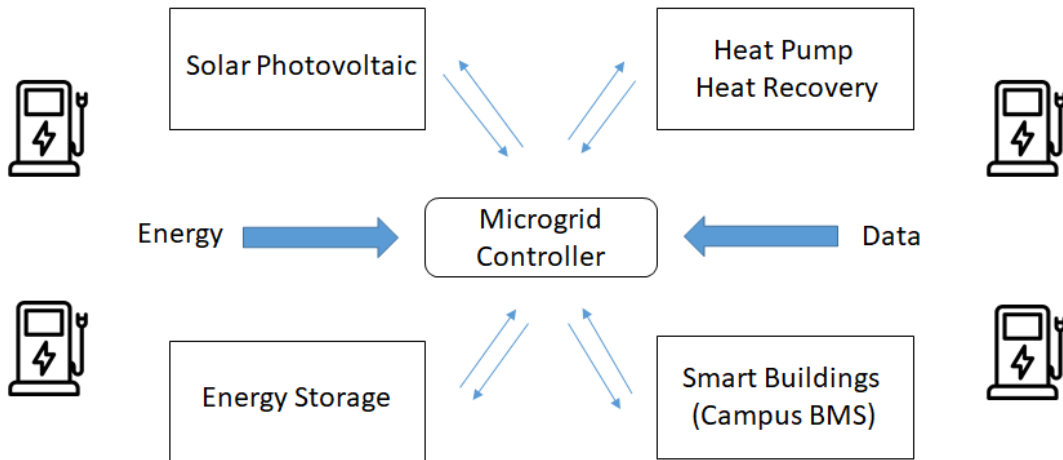 Solar Photovoltaic
Heat Pump
Heat Recovery
Energy
Microgrid
Controller
Data
Energy Storage
Smart Buildings
(Campus BMS)